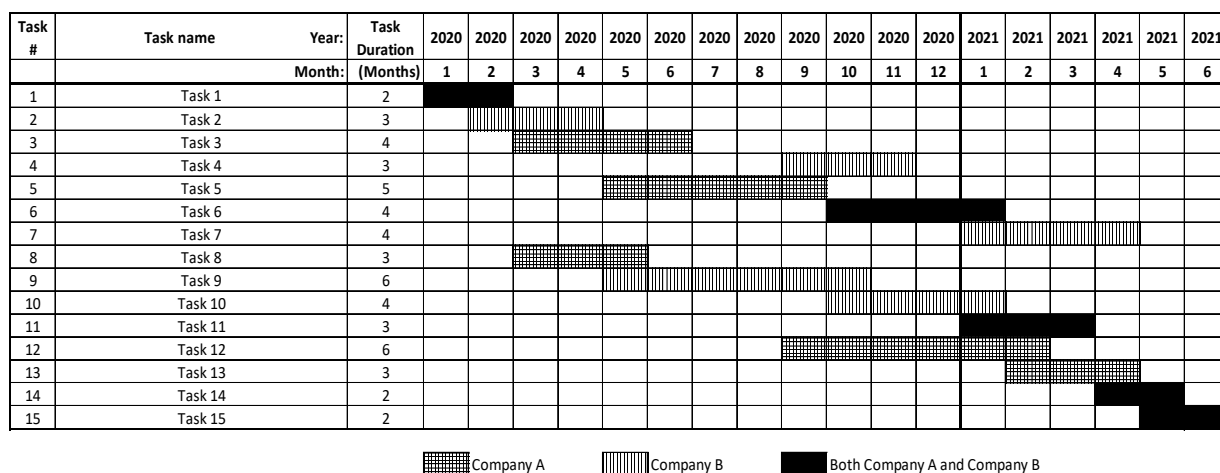 Task # Task name Year: Task Duration (Months) 2020 2020 2020 2020 2020 2020 2020 2020 2020 2020 2020 2020 2021 2021 2021 2021 2021 2021
Month: 1 2 3 4 5 6 7 8 9 10 11 12 1 2 3 4 5 6
1 Task 1 2
2 Task 2 3
3 Task 3 4
4 Task 4 3
5 Task 5 5
6 Task 6 4
7 Task 7 4
8 Task 8 3
9 Task 9 6
10 Task 10 4
11 Task 11 3
12 Task 12 6
13 Task 13 3
14 Task 14 2
15 Task 15 2
Company A Company B Both Company A and Company B